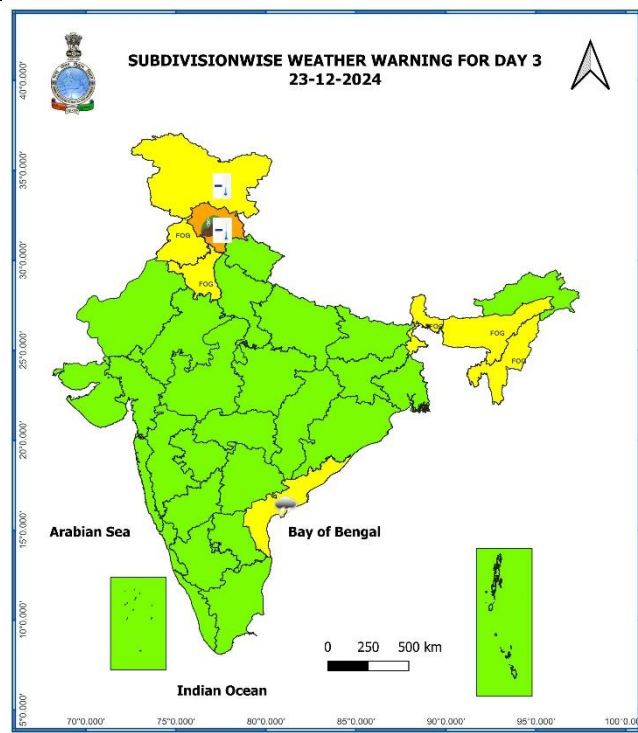 SUBDIVISIONWISE WEATHER WARNING FOR DAY 3
23-12-2024
40°0.000'
35°0.000'
30°0.000'
25°0.000'
20°0.000'
15°0.000'
10°0.000'
5°0.000'
FOG
FOG
FOG
FOG
FOG
Arabian Sea
Bay of Bengal
0 250 500 km
Indian Ocean
70°0.000' 75°0.000' 80°0.000' 85°0.000' 90°0.000' 95°0.000' 100°0.0